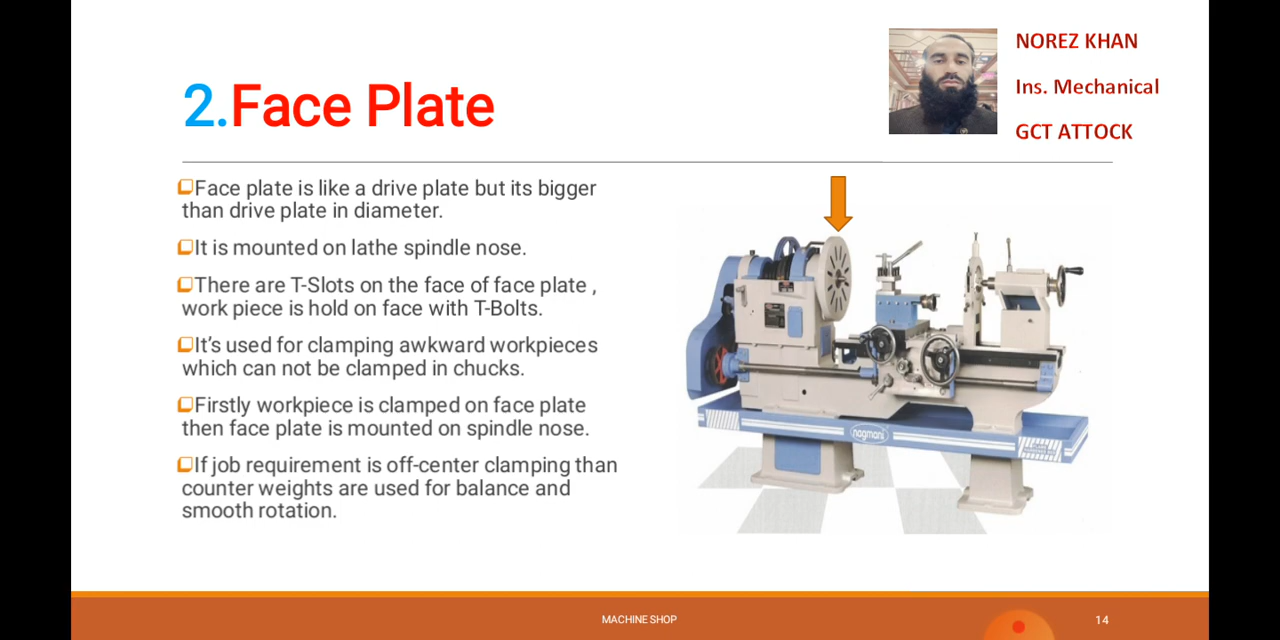 2.Face Plate
NOREZ KHAN
Ins. Mechanical
GCT ATTOCK
Face plate is like a drive plate but its bigger
than drive plate in diameter.
It is mounted on lathe spindle nose.
There are T-Slots on the face of face plate ,
work piece is hold on face with T-Bolts.
It’s used for clamping awkward workpieces
which can not be clamped in chucks.
Firstly workpiece is clamped on face plate
then face plate is mounted on spindle nose.
If job requirement is off-center clamping than
counter weights are used for balance and
smooth rotation.
nagmani
MACHINE SHOP
14